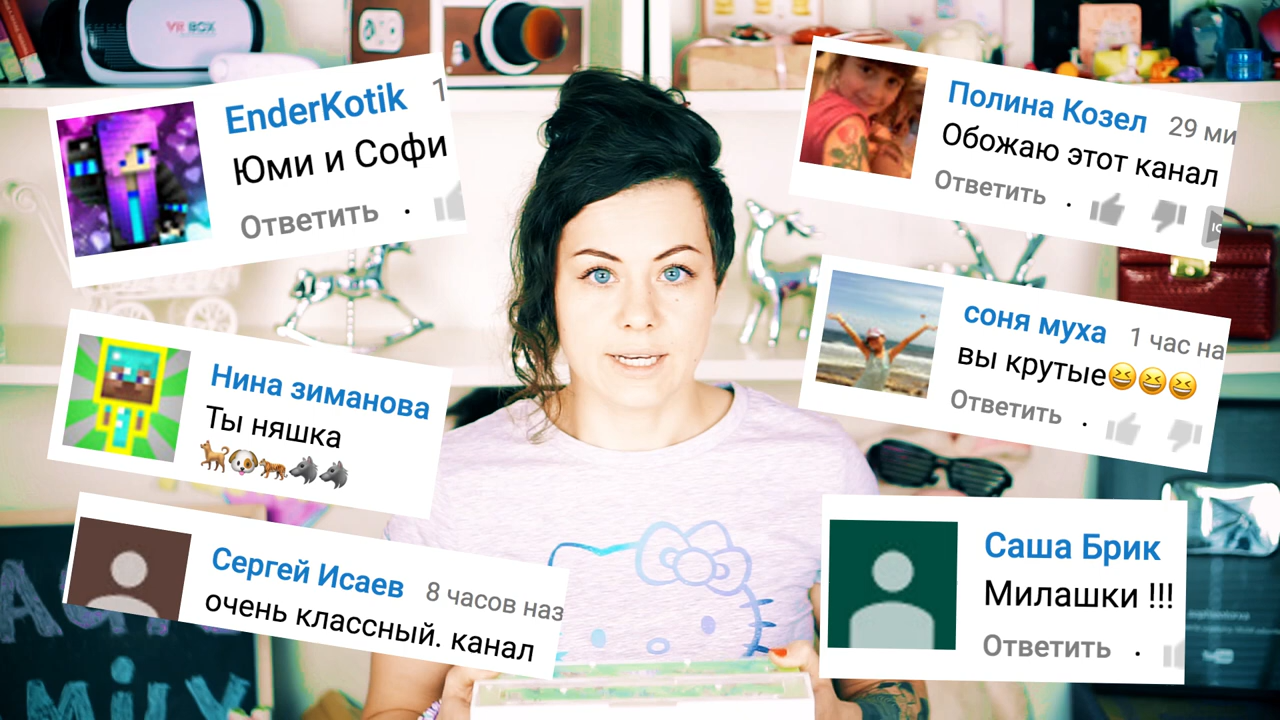 VR BOX
EnderKotik
Юми и Софи
Ответить ·
Полина Козел 29 ми
Обожаю этот канал
Ответить ·
Нина зиманова
Ты няшка
🐕🐶🐅🐺🐺
соня муха 1 час на
вы крутые😆😆😆
Ответить ·
Сергей Исаев 8 часов наз
очень классный. канал
Саша Брик
Милашки !!!
Ответить ·
MiLY